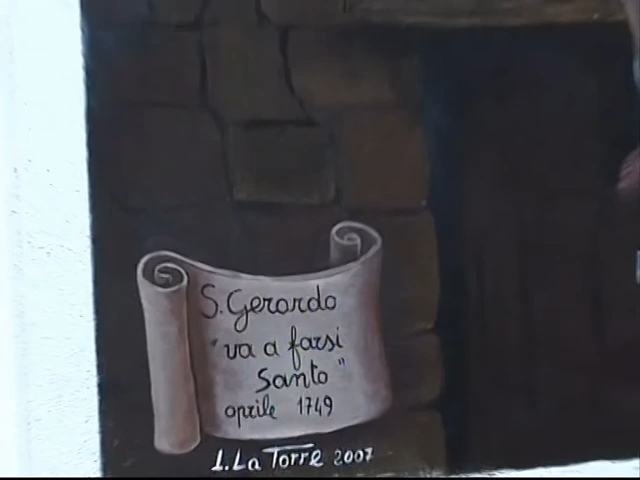 S. Gerardo
"va a farsi
Santo"
aprile 1749
L. La Torre 2007